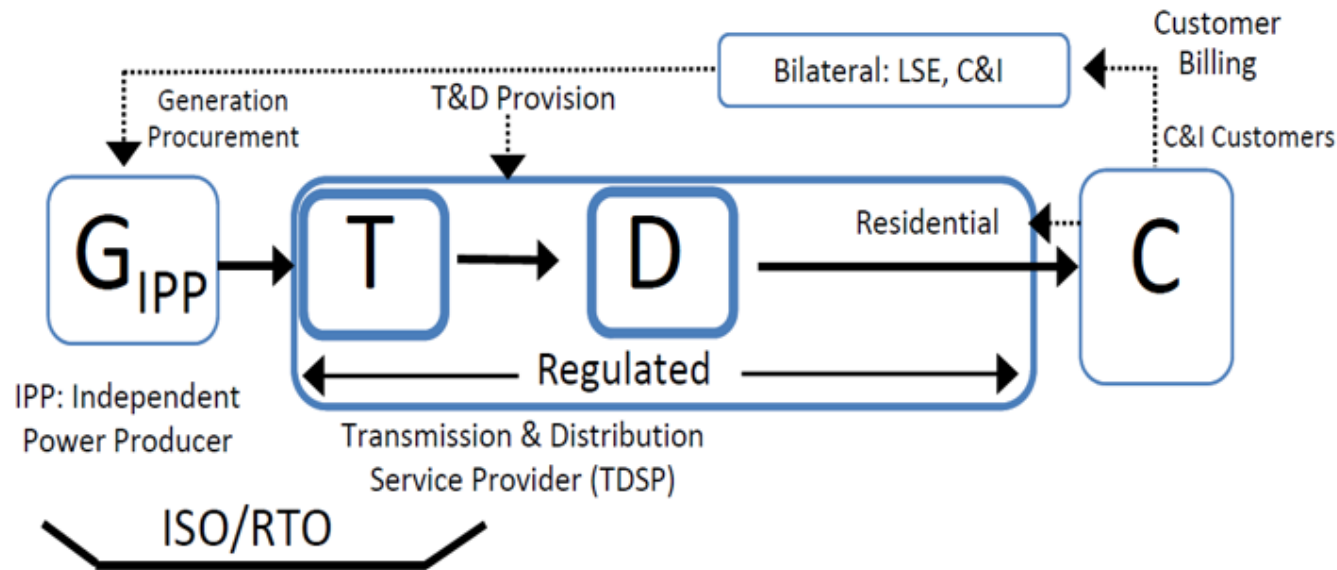 Customer
Billing
Bilateral: LSE, C&I
Generation
Procurement
T&D Provision
C&I Customers
G IPP
T
D
Residential
C
Regulated
IPP: Independent
Power Producer
Transmission & Distribution
Service Provider (TDSP)
ISO/RTO